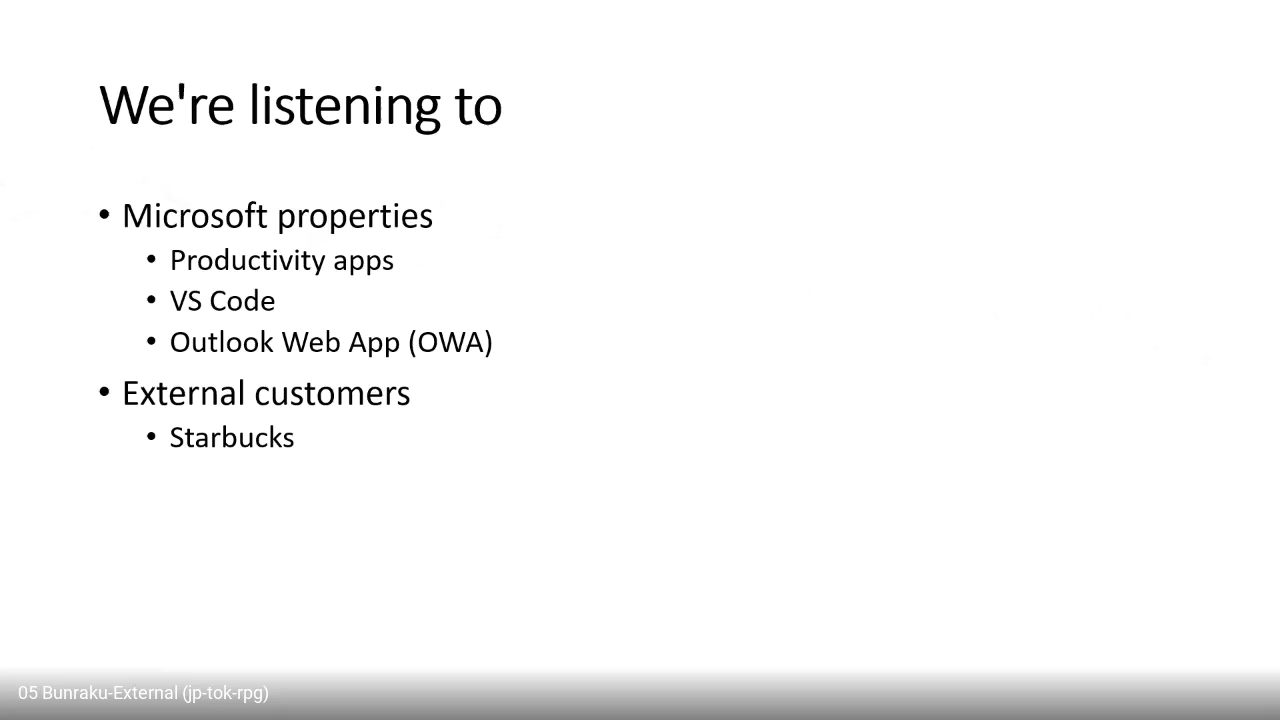 We're listening to
• Microsoft properties
• Productivity apps
• VS Code
• Outlook Web App (OWA)
• External customers
• Starbucks
05 Bunraku-External (jp-tok-rpg)